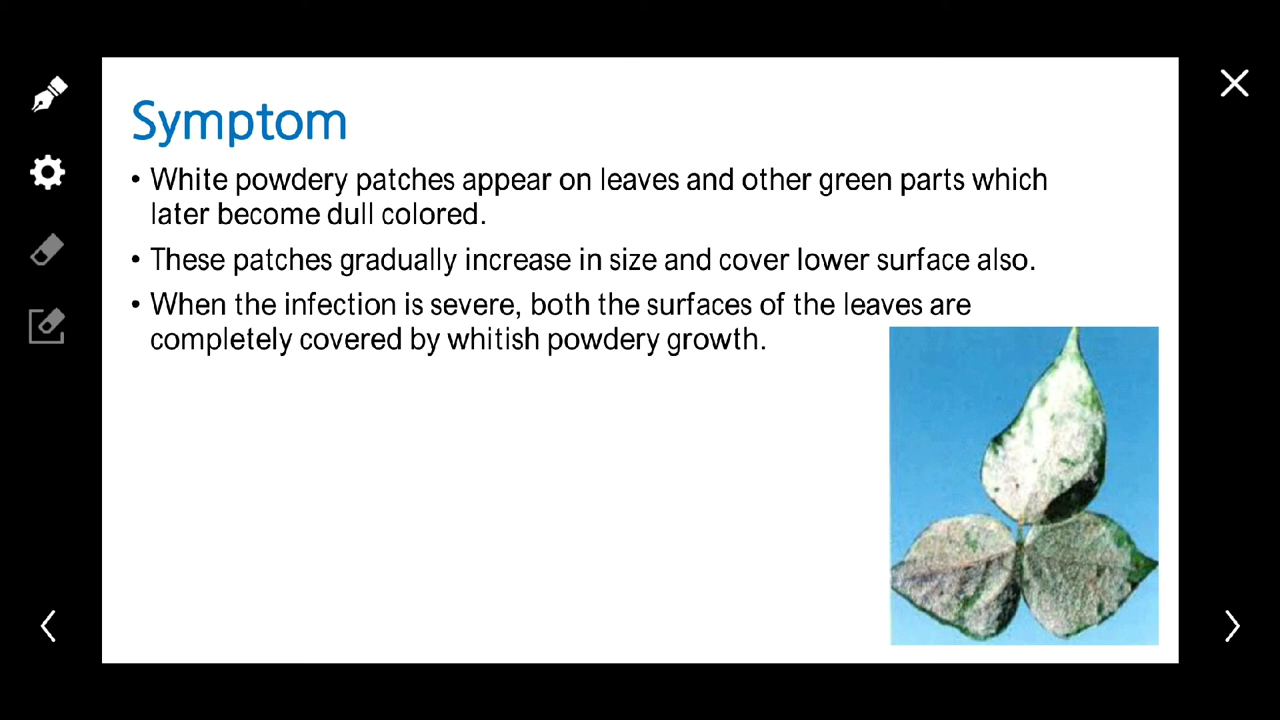 Symptom
• White powdery patches appear on leaves and other green parts which
later become dull colored.
• These patches gradually increase in size and cover lower surface also.
• When the infection is severe, both the surfaces of the leaves are
completely covered by whitish powdery growth.